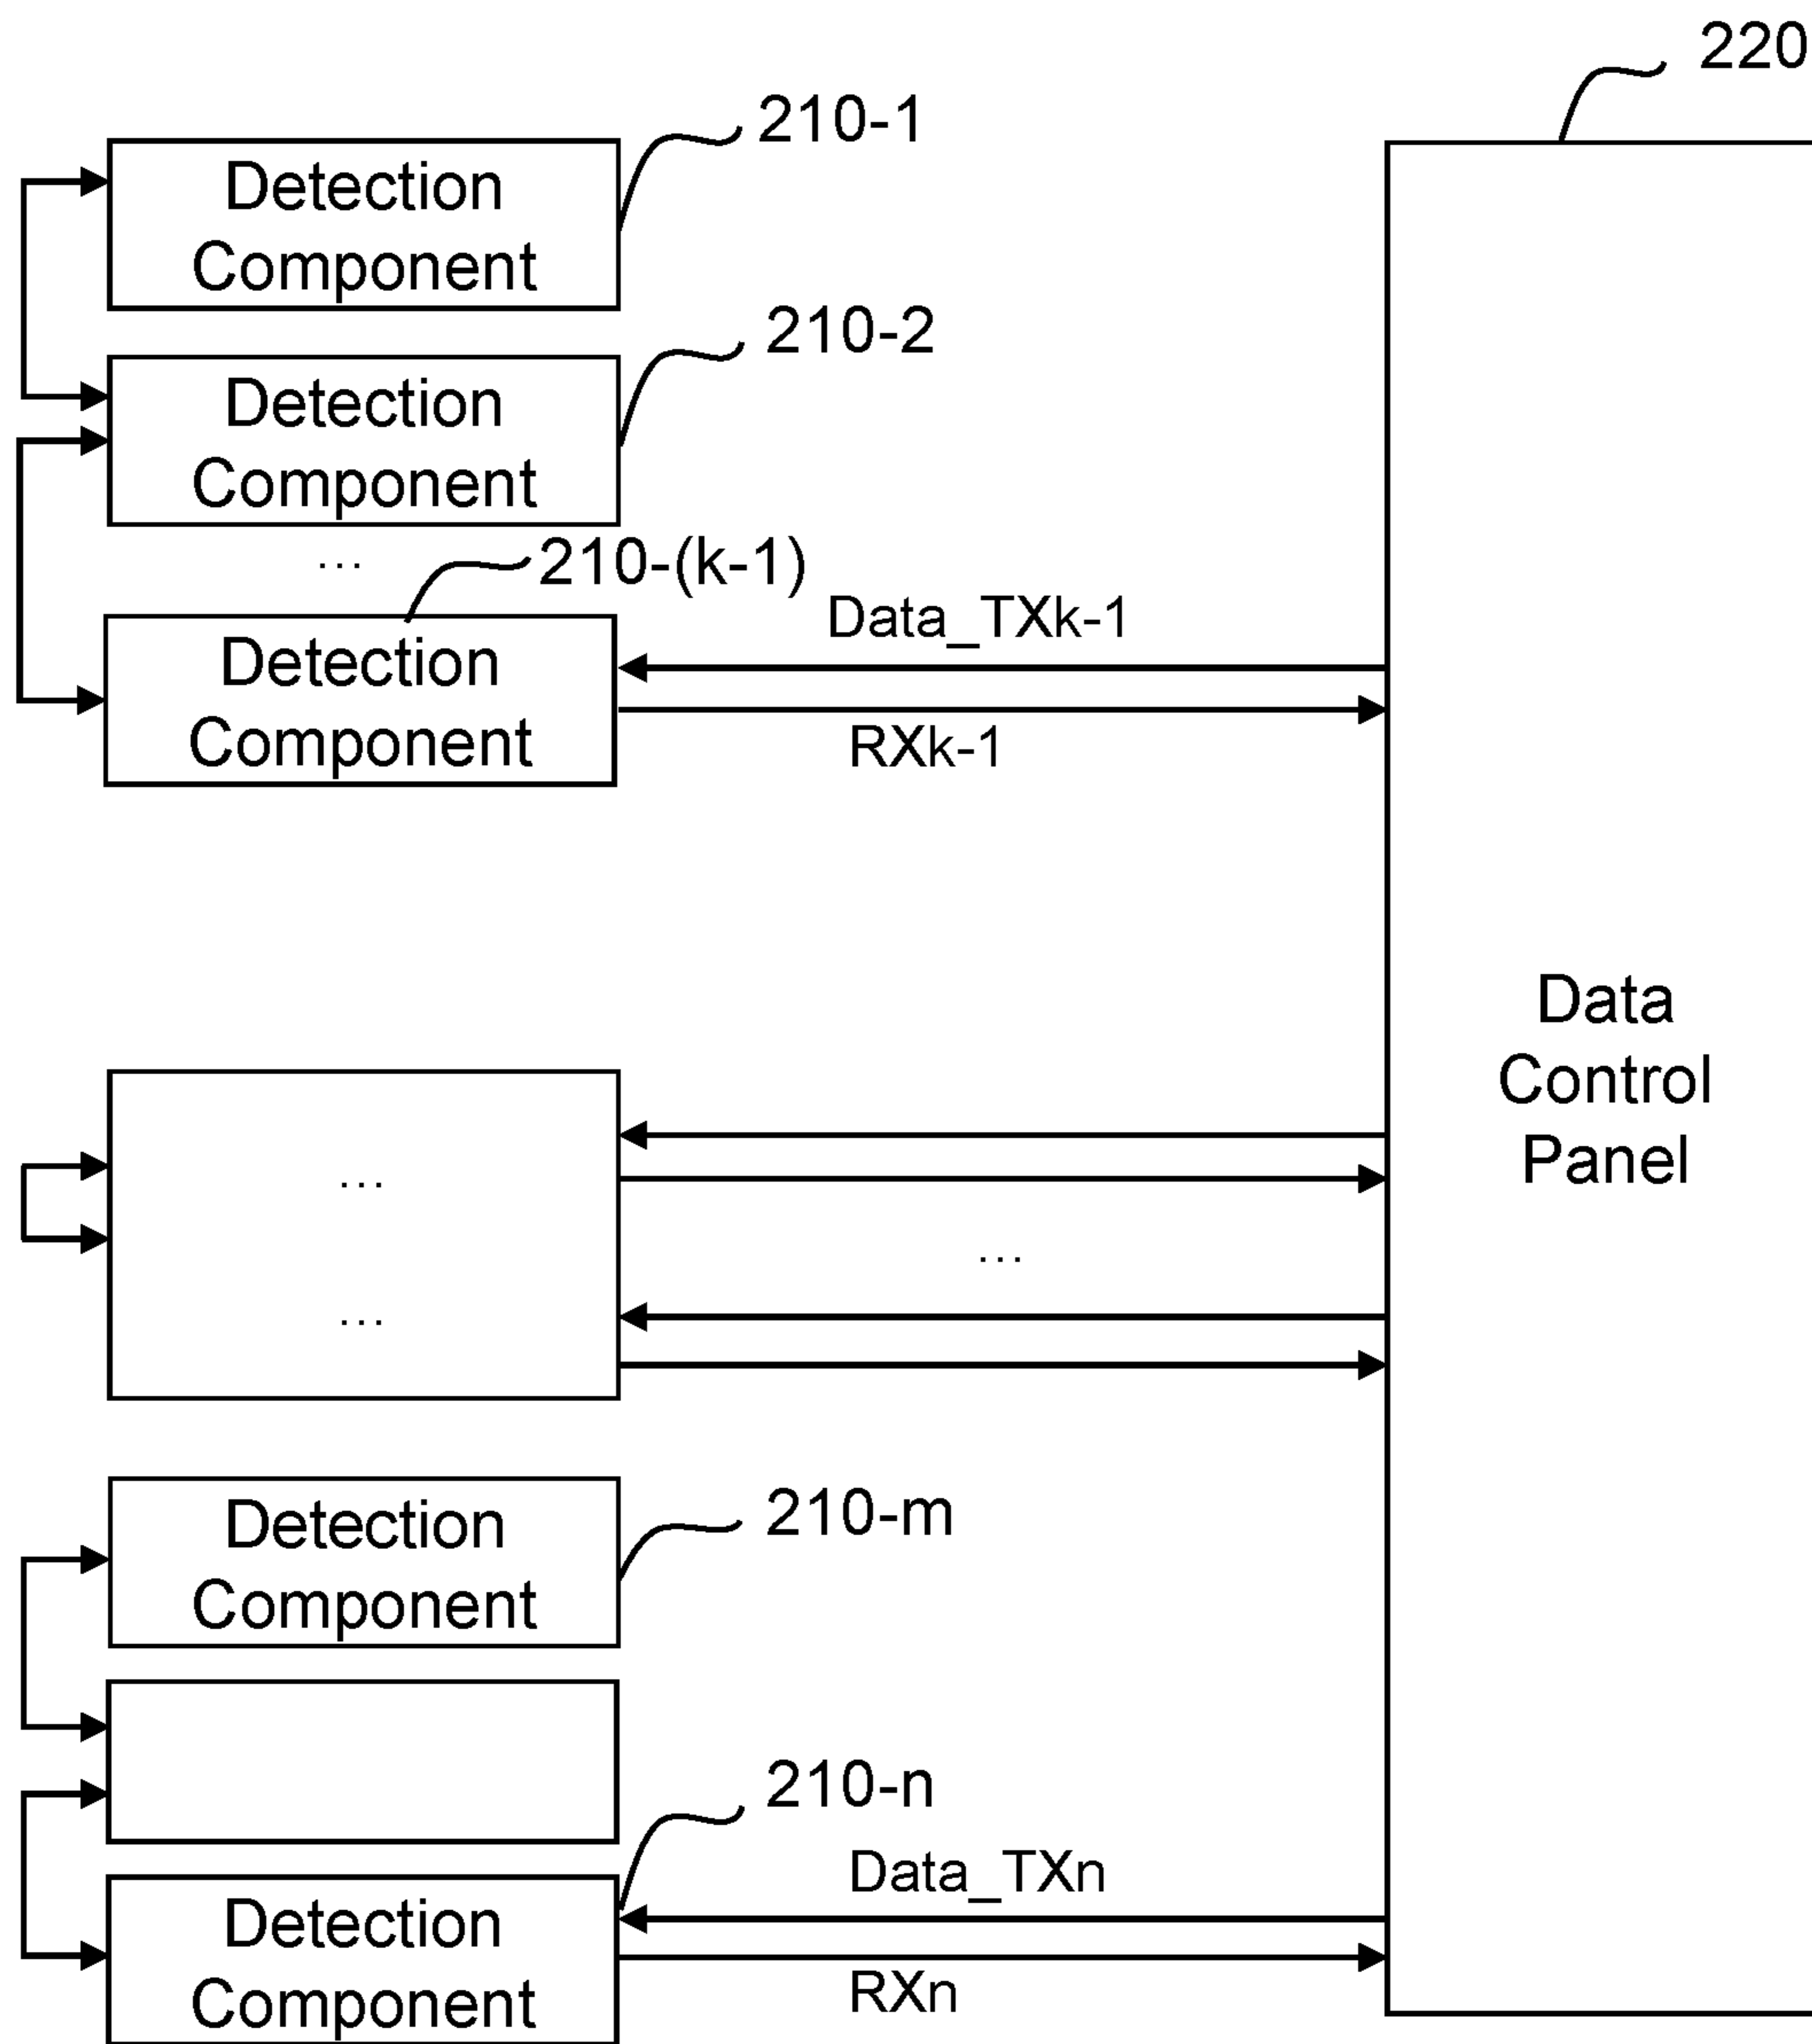 220
210-1
Detection
Component
210-2
Detection
Component
...
210-(k-1)
Data_TXk-1
Detection
Component
RXk-1
Data
Control
Panel
...
...
...
210-m
Detection
Component
210-n
Data_TXn
Detection
Component
RXn